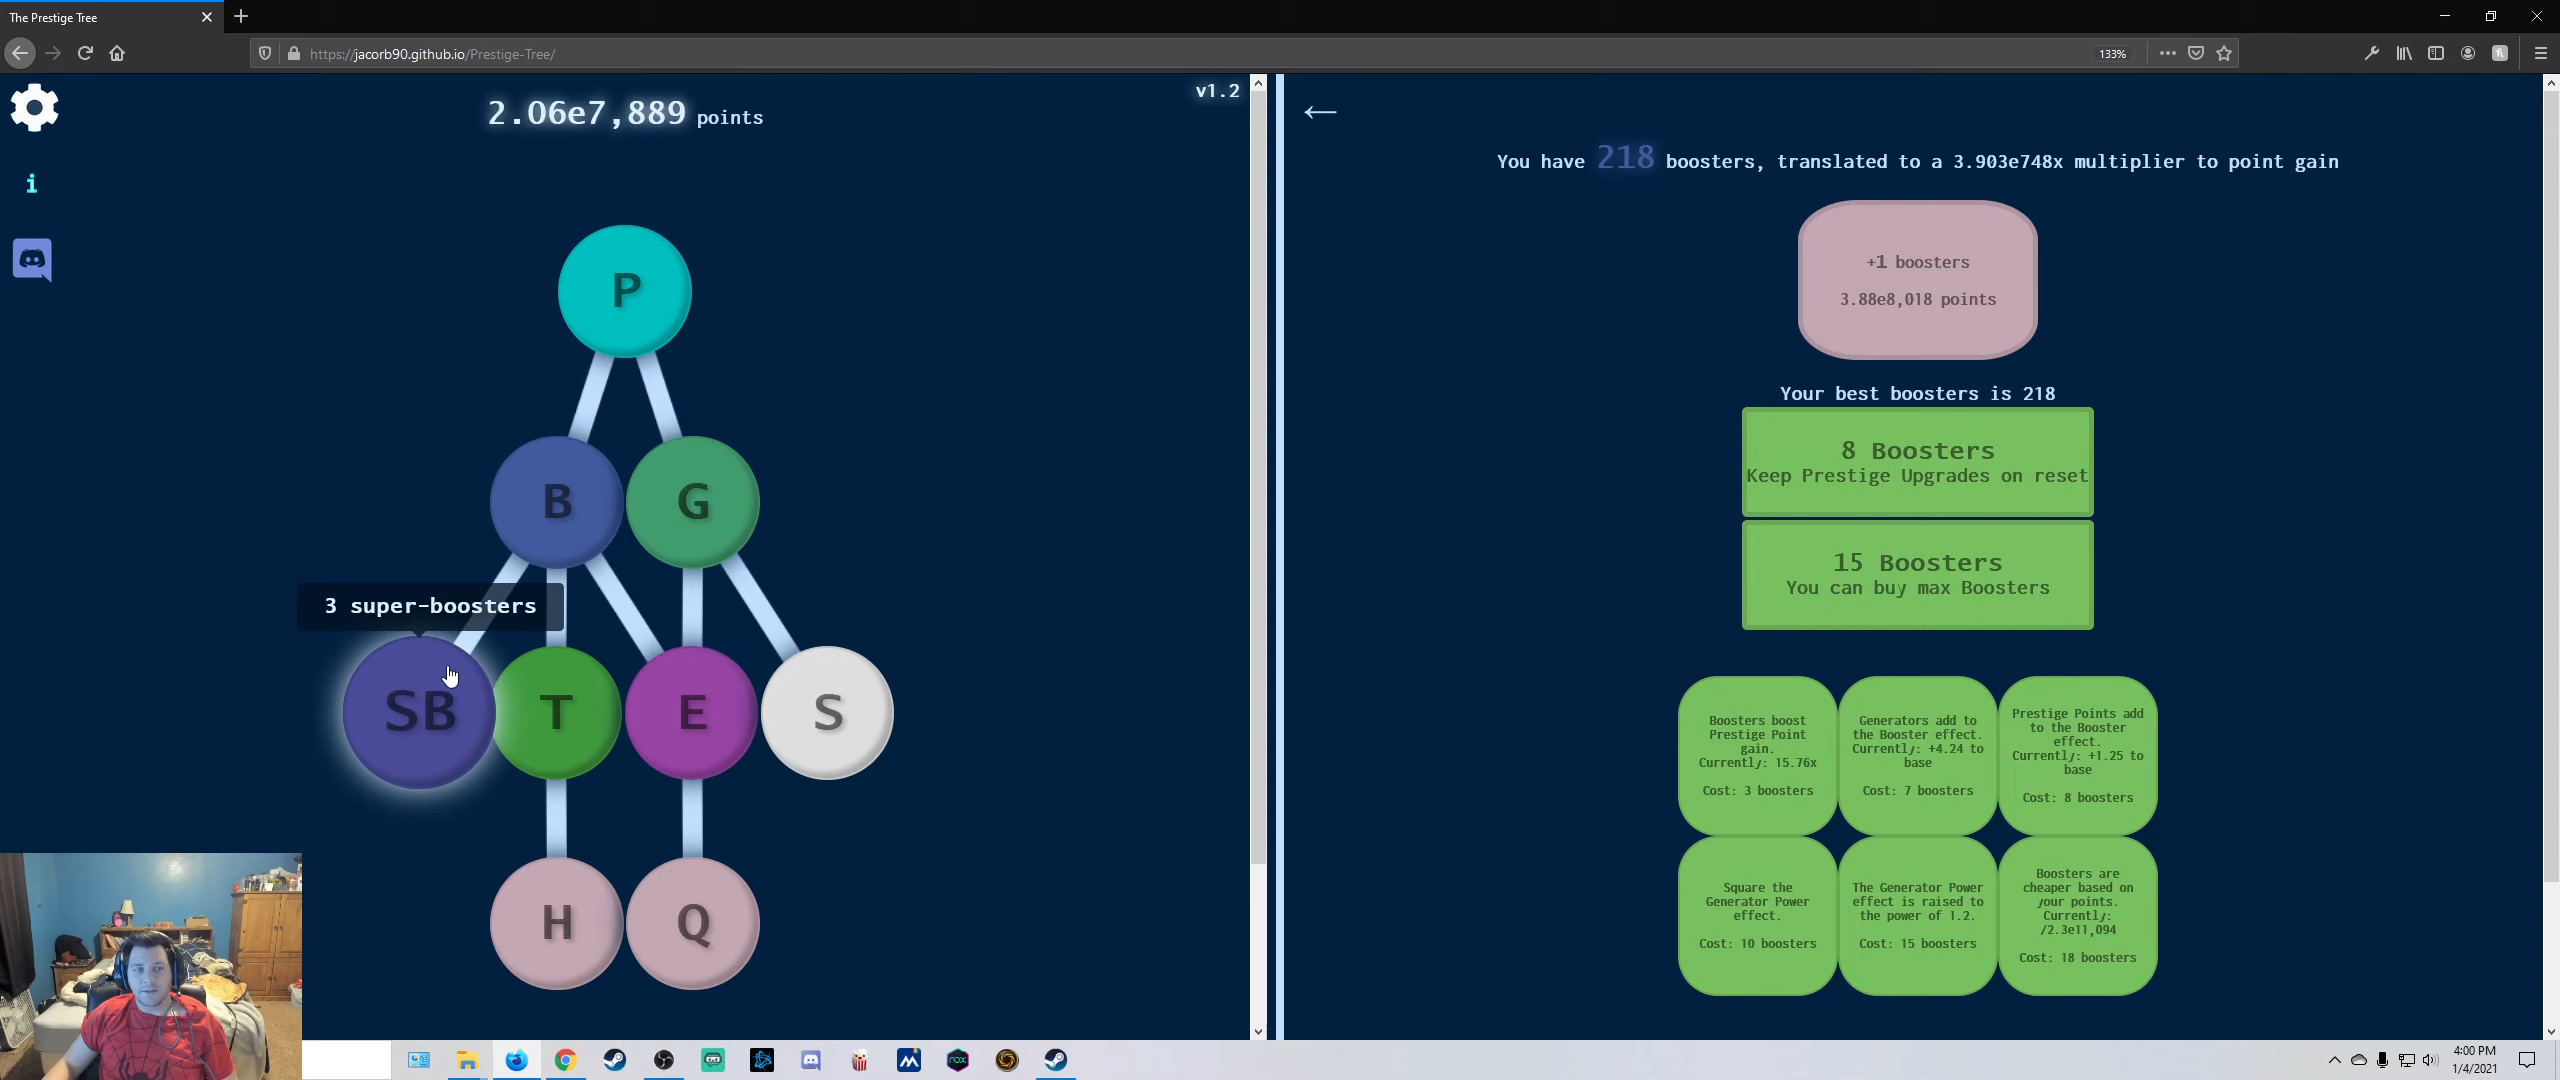 The Prestige Tree
https://jacorb90.github.io/Prestige-Tree/
133%
2.06e7,889 points
v1.2
i
P
B
G
3 super-boosters
SB
T
E
S
H
Q
←
You have 218 boosters, translated to a 3.903e748x multiplier to point gain
+1 boosters
3.88e8,018 points
Your best boosters is 218
8 Boosters
Keep Prestige Upgrades on reset
15 Boosters
You can buy max Boosters
Boosters boost
Prestige Point
gain.
Currently: 15.76x
Cost: 3 boosters
Generators add to
the Booster effect.
Currently: +4.24 to
base
Cost: 7 boosters
Prestige Points add
to the Booster
effect.
Currently: +1.25 to
base
Cost: 8 boosters
Square the
Generator Power
effect.
Cost: 10 boosters
The Generator Power
effect is raised to
the power of 1.2.
Cost: 15 boosters
Boosters are
cheaper based on
your points.
Currently:
/2.3e11,094
Cost: 18 boosters
nox
4:00 PM
1/4/2021